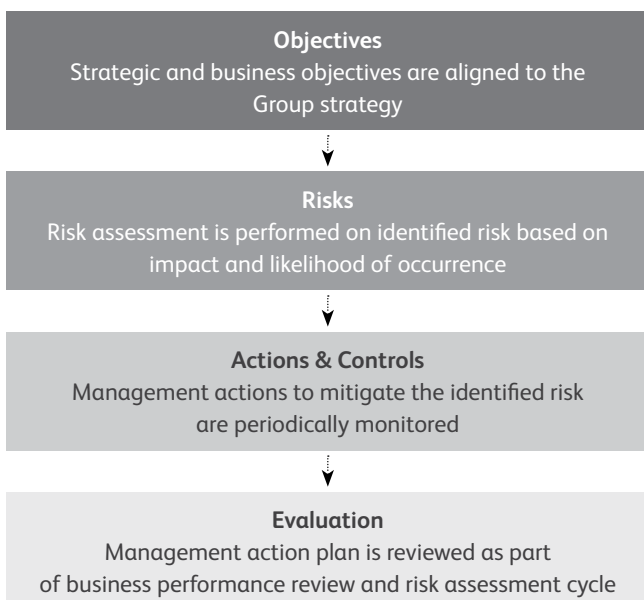 Objectives
Strategic and business objectives are aligned to the
Group strategy
Risks
Risk assessment is performed on identified risk based on
impact and likelihood of occurrence
Actions & Controls
Management actions to mitigate the identified risk
are periodically monitored
Evaluation
Management action plan is reviewed as part
of business performance review and risk assessment cycle